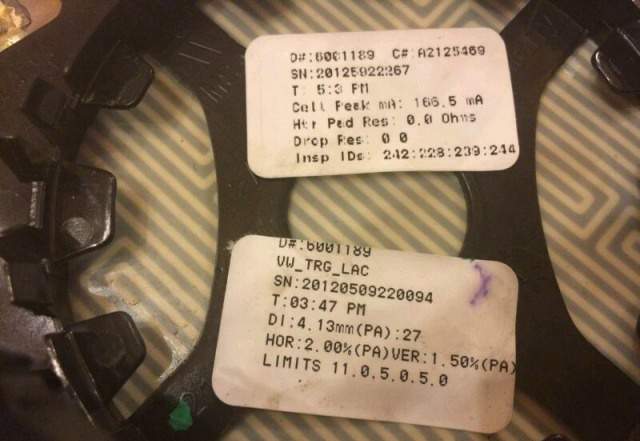 D#:6001189 C#:A2125469
SN:20125922267
T: 5:3 PM
Coil Peak mA: 166.5 mA
Htr Pad Res: 0.0 Ohms
Drop Res: 0 0
Insp IDs: 242:228:239:244
D#:6001189
VW_TRG_LAC
SN:20120509220094
T:03:47 PM
DI:4.13mm(PA):27
HOR:2.00%(PA)VER:1.50%(PA)
LIMITS 11.0,5.0,5.0